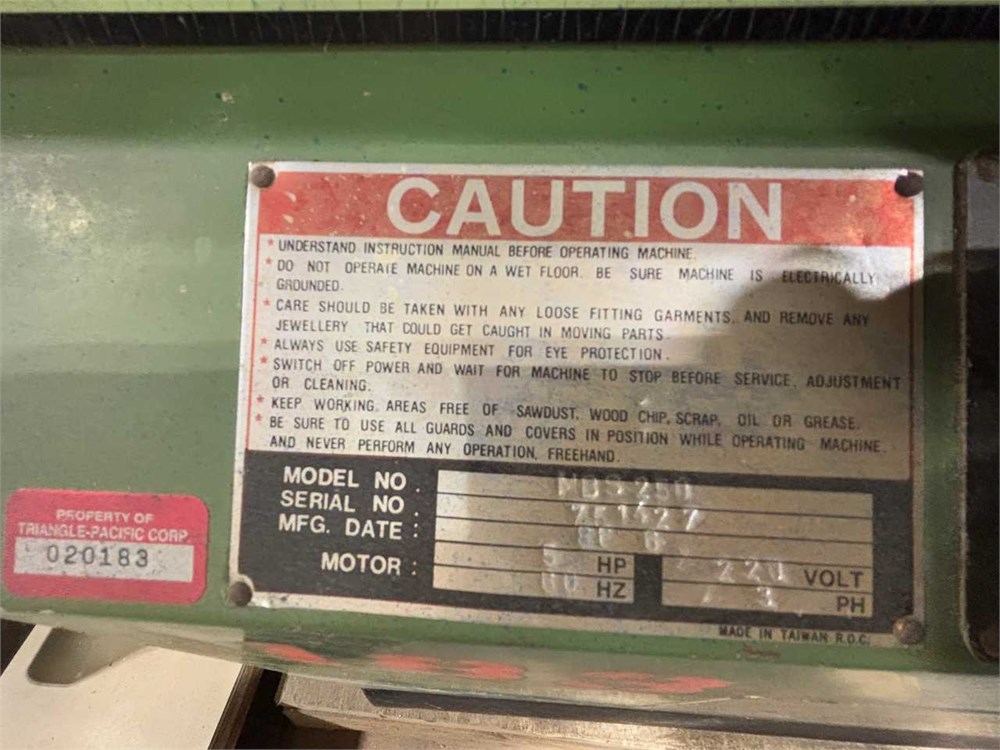 CAUTION
* UNDERSTAND INSTRUCTION MANUAL BEFORE OPERATING MACHINE.
* DO NOT OPERATE MACHINE ON A WET FLOOR. BE SURE MACHINE IS ELECTRICALLY
GROUNDED.
* CARE SHOULD BE TAKEN WITH ANY LOOSE FITTING GARMENTS, AND REMOVE ANY
JEWELLERY THAT COULD GET CAUGHT IN MOVING PARTS.
* ALWAYS USE SAFETY EQUIPMENT FOR EYE PROTECTION.
* SWITCH OFF POWER AND WAIT FOR MACHINE TO STOP BEFORE SERVICE, ADJUSTMENT
OR CLEANING.
* KEEP WORKING. AREAS FREE OF SAWDUST, WOOD CHIP, SCRAP, OIL OR GREASE.
* BE SURE TO USE ALL GUARDS AND COVERS IN POSITION WHILE OPERATING MACHINE.
AND NEVER PERFORM ANY OPERATION, FREEHAND.
MODEL NO : MBS 250
SERIAL NO :
MFG. DATE :
MOTOR : HP 220 VOLT
60 HZ 3 PH
MADE IN TAIWAN R.O.C.
PROPERTY OF
TRIANGLE-PACIFIC CORP.
020183